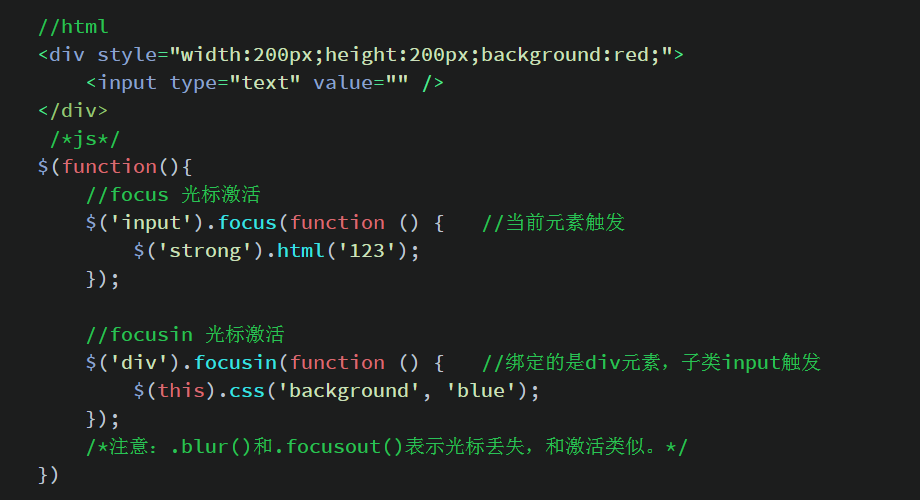 //html
<div style="width:200px;height:200px;background:red;">
    <input type="text" value="" />
</div>
 /*js*/
$(function(){
    //focus 光标激活
    $('input').focus(function () {   //当前元素触发
        $('strong').html('123');
    });

    //focusin 光标激活
    $('div').focusin(function () {   //绑定的是div元素，子类input触发
        $(this).css('background', 'blue');
    });
    /*注意：.blur()和.focusout()表示光标丢失，和激活类似。*/
})